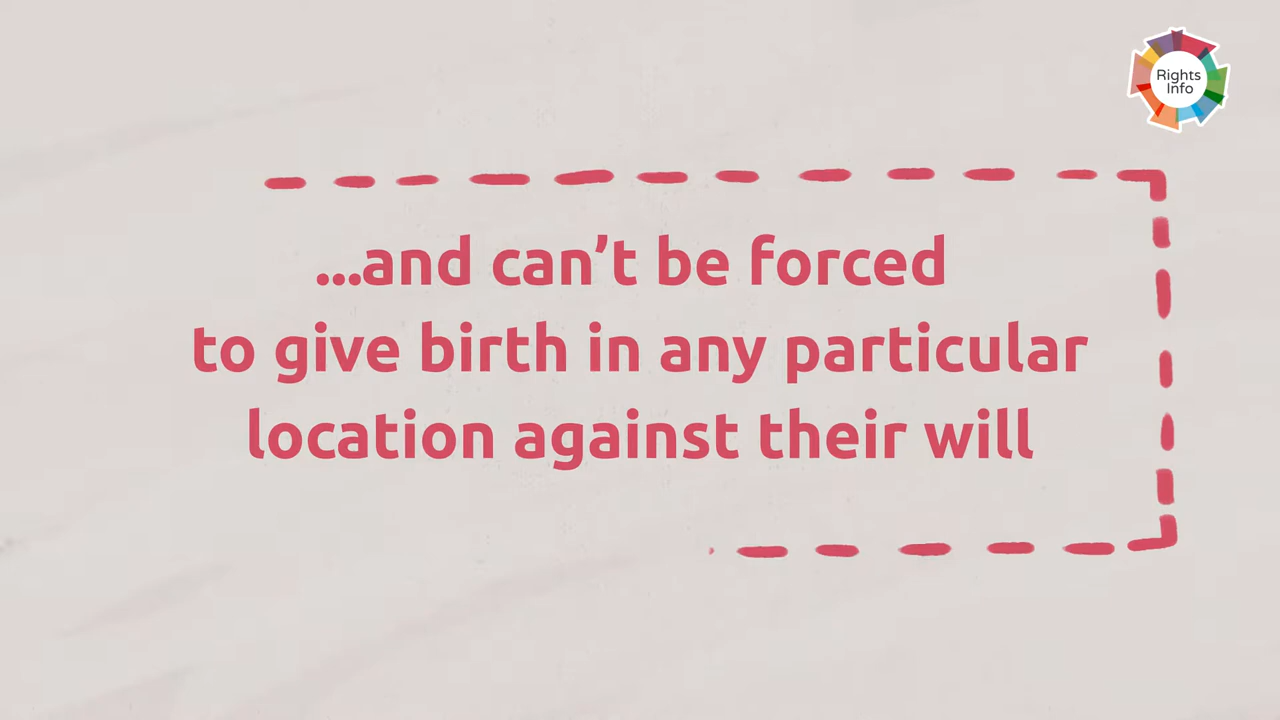 Rights
Info
...and can’t be forced
to give birth in any particular
location against their will